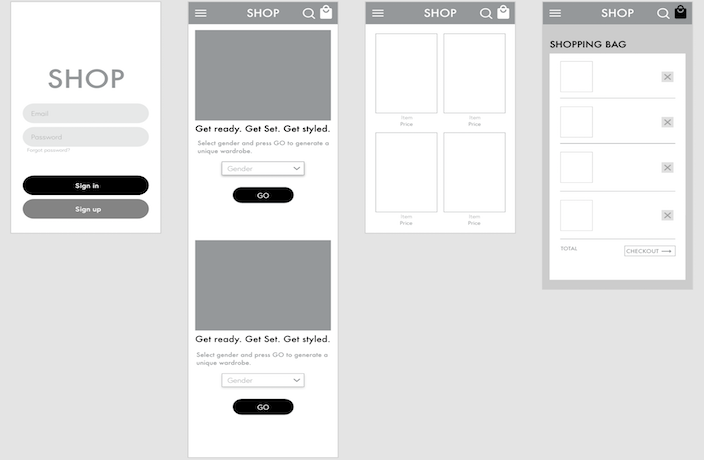 SHOP
Email
Password
Forgot password?
Sign in
Sign up
SHOP
Get ready. Get Set. Get styled.
Select gender and press GO to generate a
unique wardrobe.
Gender
GO
Get ready. Get Set. Get styled.
Select gender and press GO to generate a
unique wardrobe.
Gender
GO
SHOP
Item
Price
Item
Price
Item
Price
Item
Price
SHOP
SHOPPING BAG
TOTAL
CHECKOUT